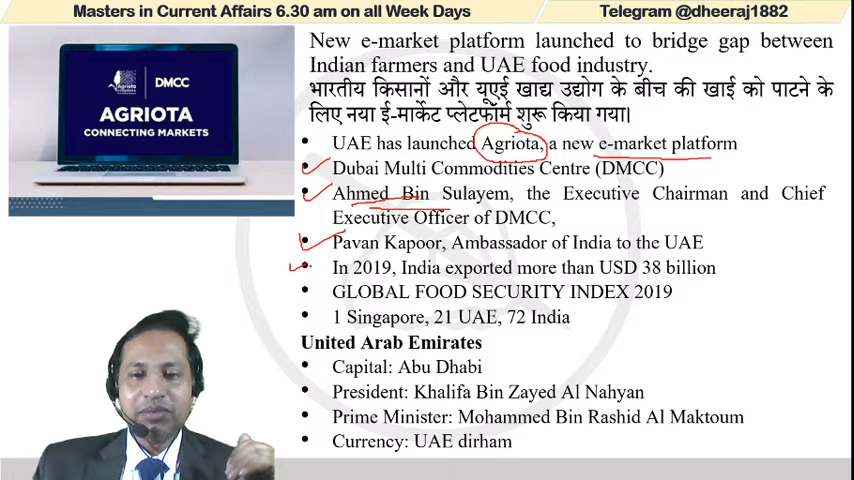 Masters in Current Affairs 6.30 am on all Week Days
Telegram @dheeraj1882
Agriota
DMCC
AGRIOTA
CONNECTING MARKETS
New e-market platform launched to bridge gap between
Indian farmers and UAE food industry.
भारतीय किसानों और यूएई खाद्य उद्योग के बीच की खाई को पाटने के
लिए नया ई-मार्केट प्लेटफॉर्म शुरू किया गया।
• UAE has launched Agriota, a new e-market platform
• Dubai Multi Commodities Centre (DMCC)
• Ahmed Bin Sulayem, the Executive Chairman and Chief
Executive Officer of DMCC,
• Pavan Kapoor, Ambassador of India to the UAE
• In 2019, India exported more than USD 38 billion
• GLOBAL FOOD SECURITY INDEX 2019
• 1 Singapore, 21 UAE, 72 India
United Arab Emirates
• Capital: Abu Dhabi
• President: Khalifa Bin Zayed Al Nahyan
• Prime Minister: Mohammed Bin Rashid Al Maktoum
• Currency: UAE dirham